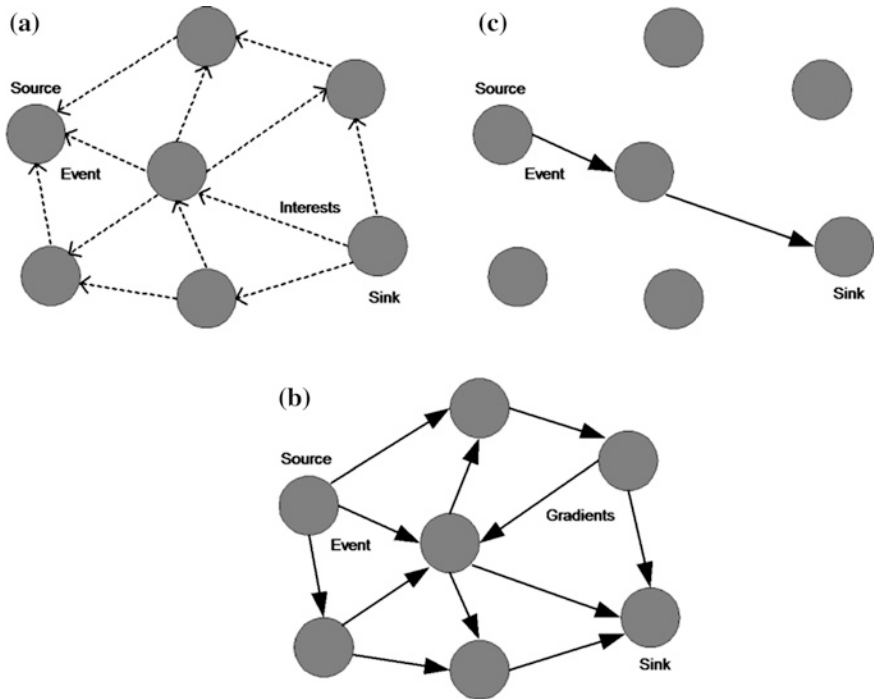 (a)
Source
Event
Interests
Sink
(c)
Source
Event
Sink
(b)
Source
Event
Gradients
Sink